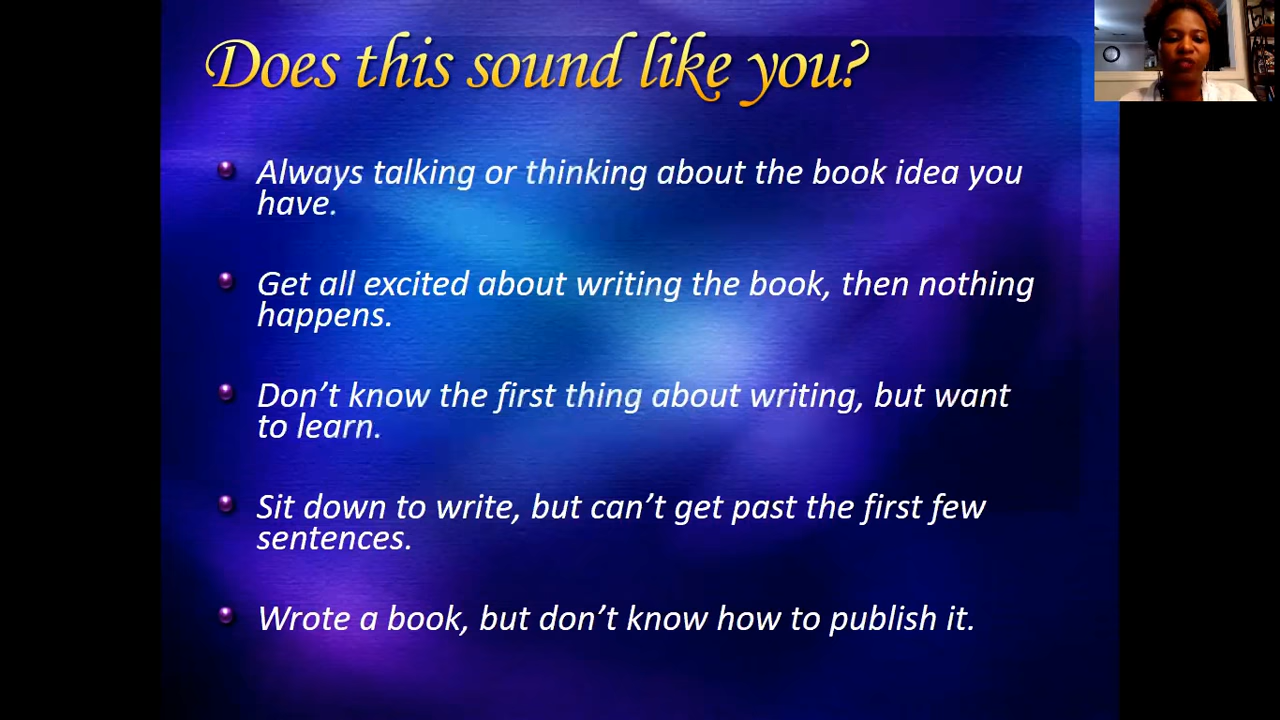 Does this sound like you?
Always talking or thinking about the book idea you
have.
Get all excited about writing the book, then nothing
happens.
Don’t know the first thing about writing, but want
to learn.
Sit down to write, but can’t get past the first few
sentences.
Wrote a book, but don’t know how to publish it.